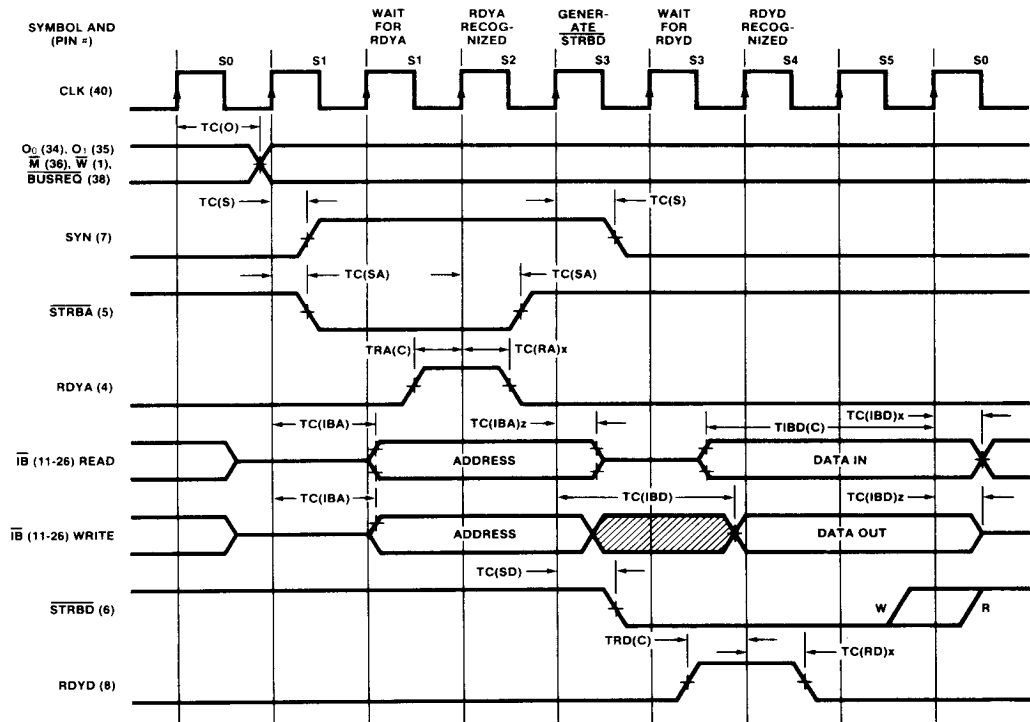 SYMBOL AND
(PIN #)
WAIT
FOR
RDYA
RDYA
RECOG-
NIZED
GENER-
ATE
STRBD
WAIT
FOR
RDYD
RDYD
RECOG-
NIZED
S0 S1 S1 S2 S3 S3 S4 S5 S0
CLK (40)
TC(O)
O₀ (34), O₁ (35)
M (36), W (1),
BUSREQ (38)
TC(S) TC(S)
SYN (7)
TC(SA) TC(SA)
STRBA (5)
TRA(C) TC(RA)x
RDYA (4)
TC(IBA) TC(IBA)z TIBD(C) TC(IBD)x
IB (11-26) READ ADDRESS DATA IN
TC(IBA) TC(IBD) TC(IBD)z
IB (11-26) WRITE ADDRESS DATA OUT
TC(SD)
STRBD (6) W R
TRD(C) TC(RD)x
RDYD (8)